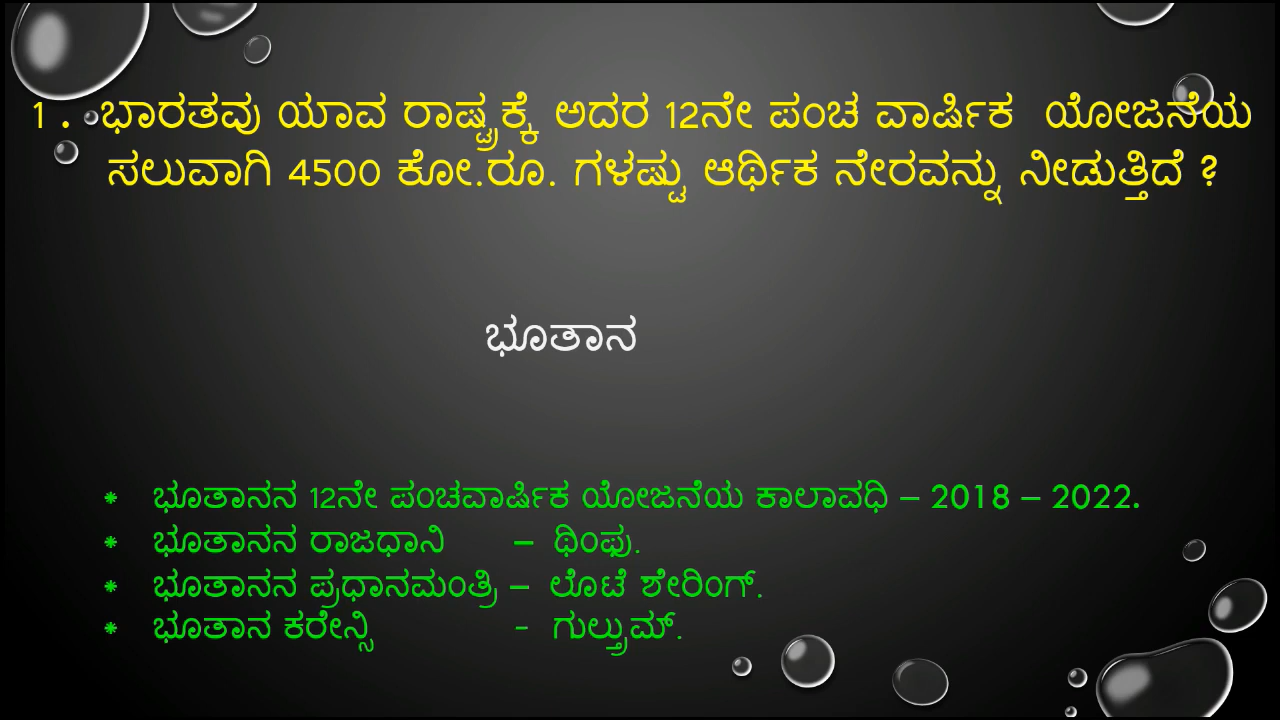 1 . ಭಾರತವು ಯಾವ ರಾಷ್ಟ್ರಕ್ಕೆ ಅದರ 12ನೇ ಪಂಚ ವಾರ್ಷಿಕ ಯೋಜನೆಯ
ಸಲುವಾಗಿ 4500 ಕೋ.ರೂ. ಗಳಷ್ಟು ಆರ್ಥಿಕ ನೇರವನ್ನು ನೀಡುತ್ತಿದೆ ?
ಭೂತಾನ
* ಭೂತಾನನ 12ನೇ ಪಂಚವಾರ್ಷಿಕ ಯೋಜನೆಯ ಕಾಲಾವಧಿ – 2018 – 2022.
* ಭೂತಾನನ ರಾಜಧಾನಿ – ಥಿಂಫು.
* ಭೂತಾನನ ಪ್ರಧಾನಮಂತ್ರಿ – ಲೊಟೆ ಶೇರಿಂಗ್.
* ಭೂತಾನ ಕರೇನ್ಸಿ - ಗುಲ್ತ್ರುಮ್.